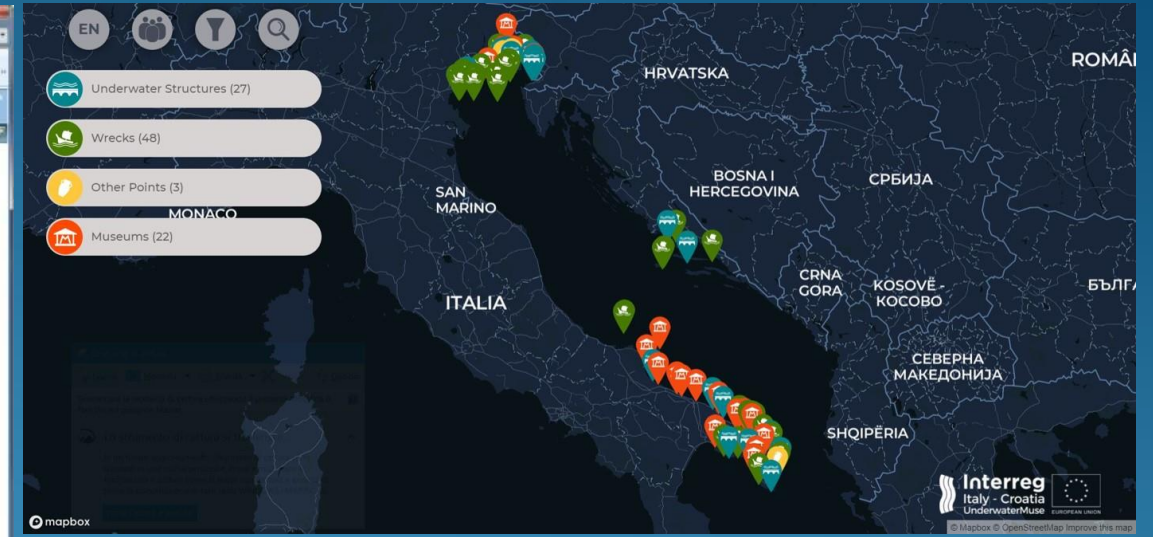 EN
Underwater Structures (27)
Wrecks (48)
Other Points (3)
MONACO
Museums (22)
SAN
MARINO
ITALIA
HRVATSKA
BOSNA I
HERCEGOVINA
СРБИЈА
ROMÂ
CRNA
GORA
KOSOVË -
КОСОВО
БЪЛГ
СЕВЕРНА
МАКЕДОНИЈА
SHQIPËRIA
Interreg
Italy - Croatia
UnderwaterMuse
EUROPEAN UNION
mapbox
© Mapbox © OpenStreetMap Improve this map